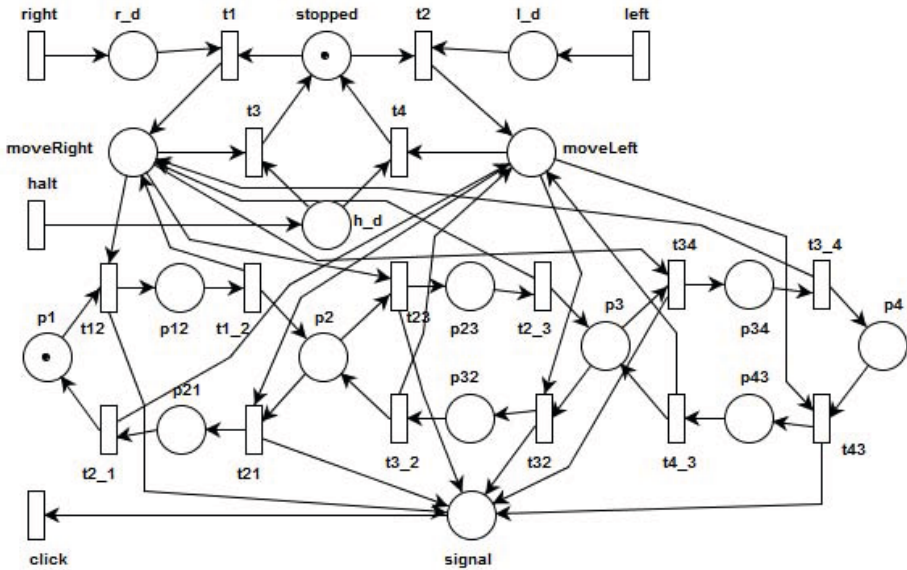 right r_d t1 stopped t2 l_d left
t3 t4
moveRight moveLeft
halt h_d
t34 t3_4
p1 t12 p12 t1_2 p2 t23 p23 t2_3 p3 p34 p4
p21 p32 p43
t2_1 t21 t3_2 t32 t4_3 t43
click signal